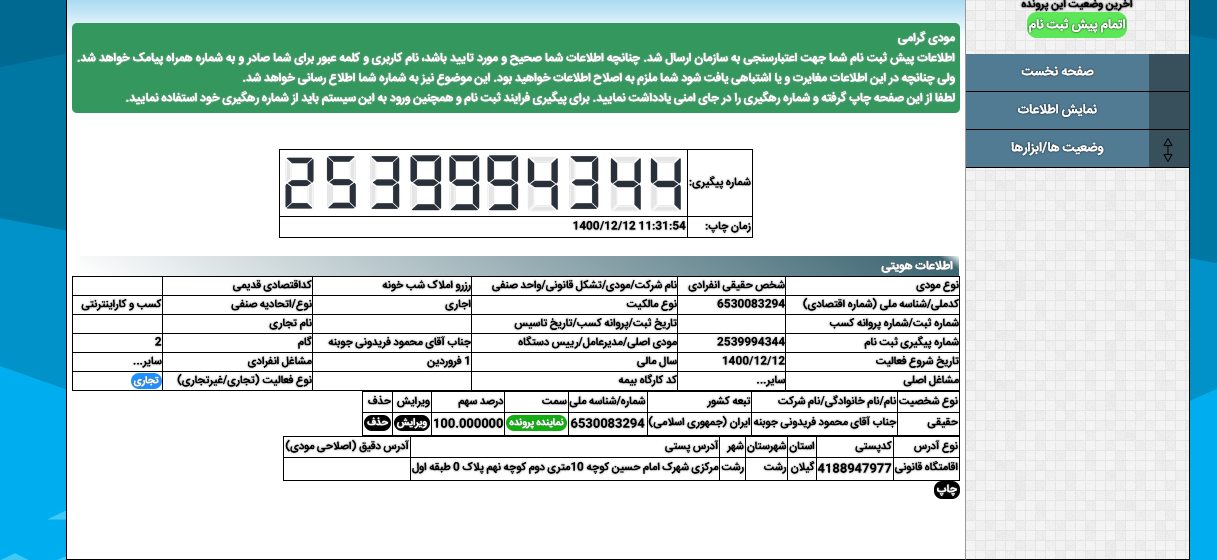 آخرین وضعیت این پرونده
اتمام پیش ثبت نام
صفحه نخست
نمایش اطلاعات
وضعیت ها/ابزارها
مودی گرامی
اطلاعات پیش ثبت نام شما جهت اعتبارسنجی به سازمان ارسال شد. چنانچه اطلاعات شما صحیح و مورد تایید باشد، نام کاربری و کلمه عبور برای شما صادر و به شماره همراه پیامک خواهد شد.
ولی چنانچه در این اطلاعات مغایرت و یا اشتباهی یافت شود شما ملزم به اصلاح اطلاعات خواهید بود. این موضوع نیز به شماره شما اطلاع رسانی خواهد شد.
لطفا از این صفحه چاپ گرفته و شماره رهگیری را در جای امنی یادداشت نمایید. برای پیگیری فرایند ثبت نام و همچنین ورود به این سیستم باید از شماره رهگیری خود استفاده نمایید.
شماره پیگیری: 2539994344
زمان چاپ: 1400/12/12 11:31:54
اطلاعات هویتی
نوع مودی شخص حقیقی انفرادی نام شرکت/مودی/تشکل قانونی/واحد صنفی رزرو املاک شب خونه کداقتصادی قدیمی
کدملی/شناسه ملی (شماره اقتصادی) 6530083294 نوع مالکیت اجاری نوع/اتحادیه صنفی کسب و کاراینترنتی
شماره ثبت/شماره پروانه کسب تاریخ ثبت/پروانه کسب/تاریخ تاسیس نام تجاری
شماره پیگیری ثبت نام 2539994344 مودی اصلی/مدیرعامل/رییس دستگاه جناب آقای محمود فریدونی جوبنه گام 2
تاریخ شروع فعالیت 1400/12/12 سال مالی 1 فروردین مشاغل انفرادی سایر...
مشاغل اصلی سایر... کد کارگاه بیمه نوع فعالیت (تجاری/غیرتجاری) تجاری
نوع شخصیت نام/نام خانوادگی/نام شرکت تبعه کشور شماره/شناسه ملی سمت درصد سهم ویرایش حذف
حقیقی جناب آقای محمود فریدونی جوبنه ایران (جمهوری اسلامی) 6530083294 نماینده پرونده 100.000000 ویرایش حذف
نوع آدرس کدپستی استان شهرستان شهر آدرس پستی آدرس دقیق (اصلاحی مودی)
اقامتگاه قانونی 4188947977 گیلان رشت رشت مرکزی شهرک امام حسین کوچه 10متری دوم کوچه نهم پلاک 0 طبقه اول
چاپ